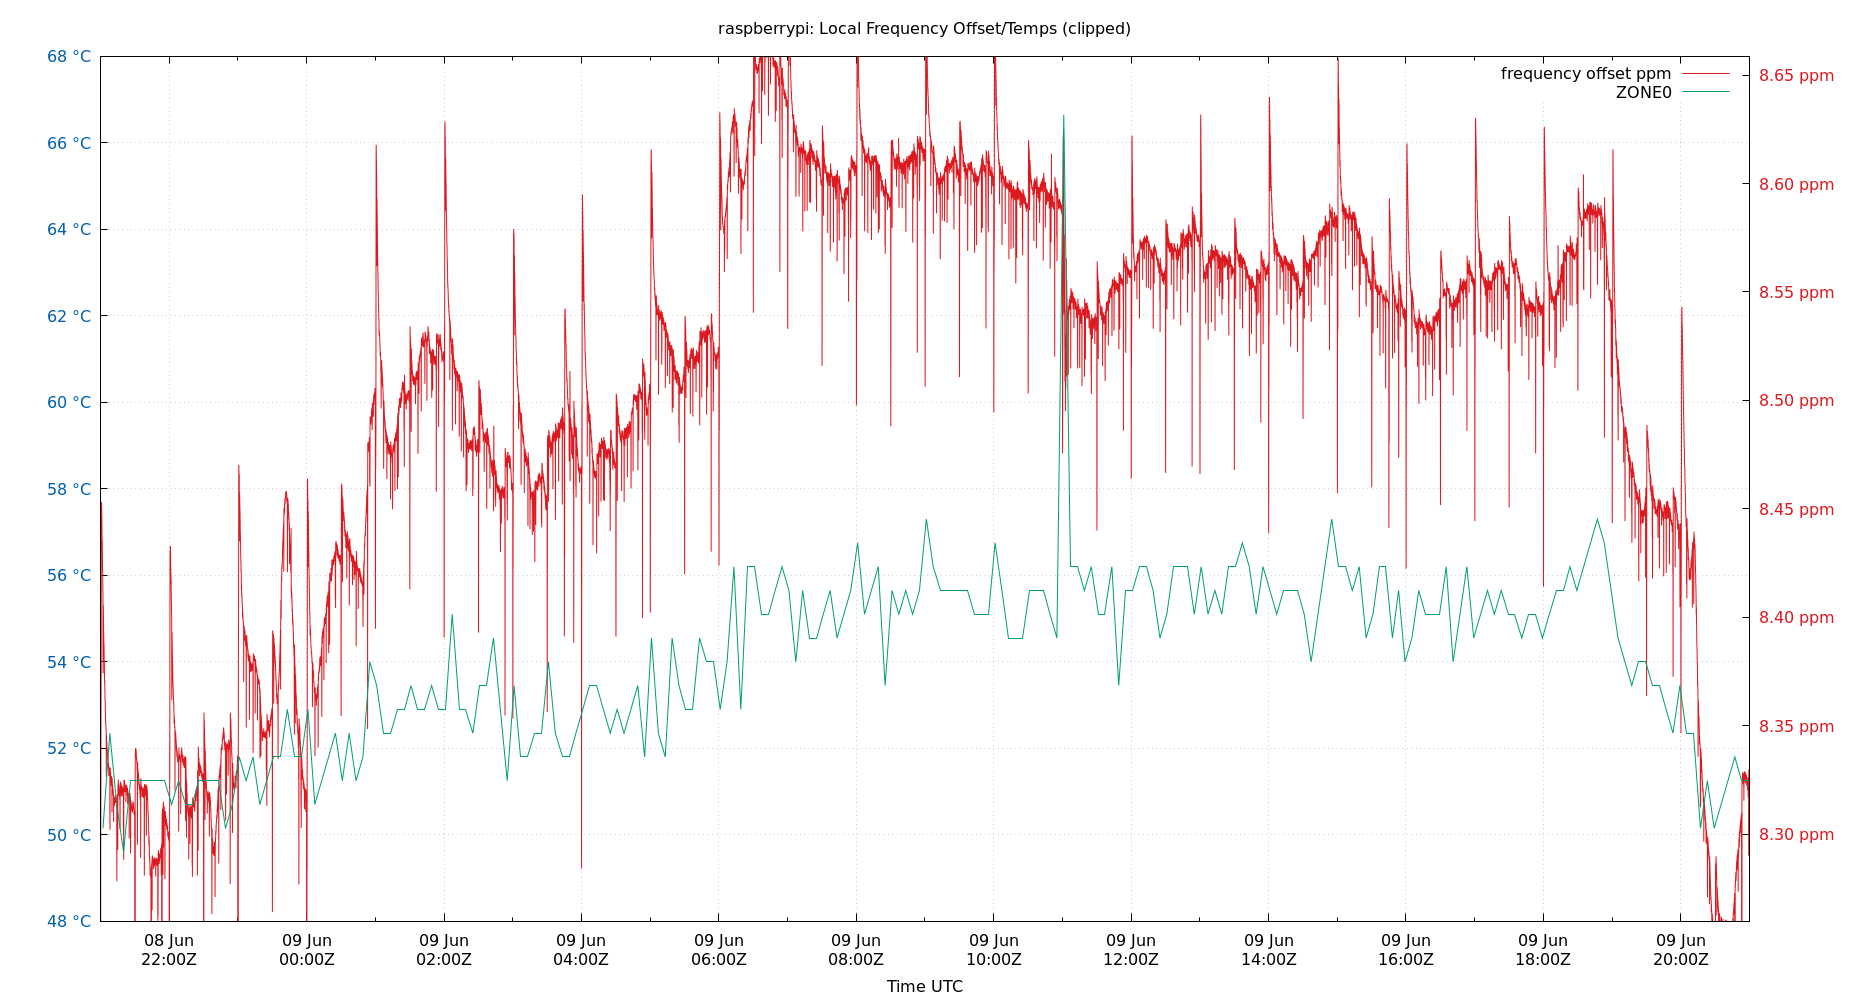 raspberrypi: Local Frequency Offset/Temps (clipped)
68 °C
66 °C
64 °C
62 °C
60 °C
58 °C
56 °C
54 °C
52 °C
50 °C
48 °C
frequency offset ppm
ZONE0
8.65 ppm
8.60 ppm
8.55 ppm
8.50 ppm
8.45 ppm
8.40 ppm
8.35 ppm
8.30 ppm
08 Jun
22:00Z
09 Jun
00:00Z
09 Jun
02:00Z
09 Jun
04:00Z
09 Jun
06:00Z
09 Jun
08:00Z
09 Jun
10:00Z
09 Jun
12:00Z
09 Jun
14:00Z
09 Jun
16:00Z
09 Jun
18:00Z
09 Jun
20:00Z
Time UTC